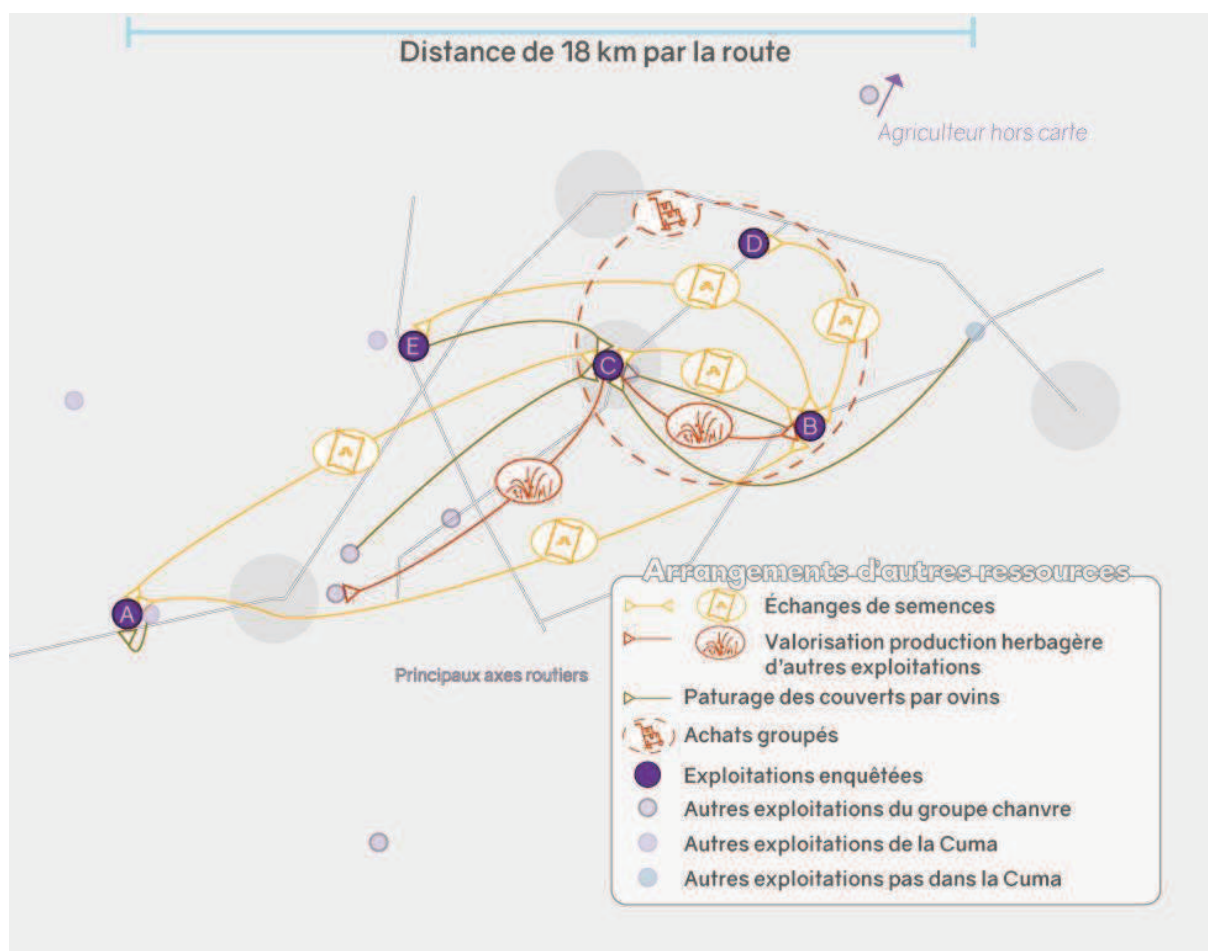 Distance de 18 km par la route
Agriculteur hors carte
D
E
C
B
A
Principaux axes routiers
Arrangements d'autres ressources
Échanges de semences
Valorisation production herbagère
d'autres exploitations
Paturage des couverts par ovins
Achats groupés
Exploitations enquêtées
Autres exploitations du groupe chanvre
Autres exploitations de la Cuma
Autres exploitations pas dans la Cuma